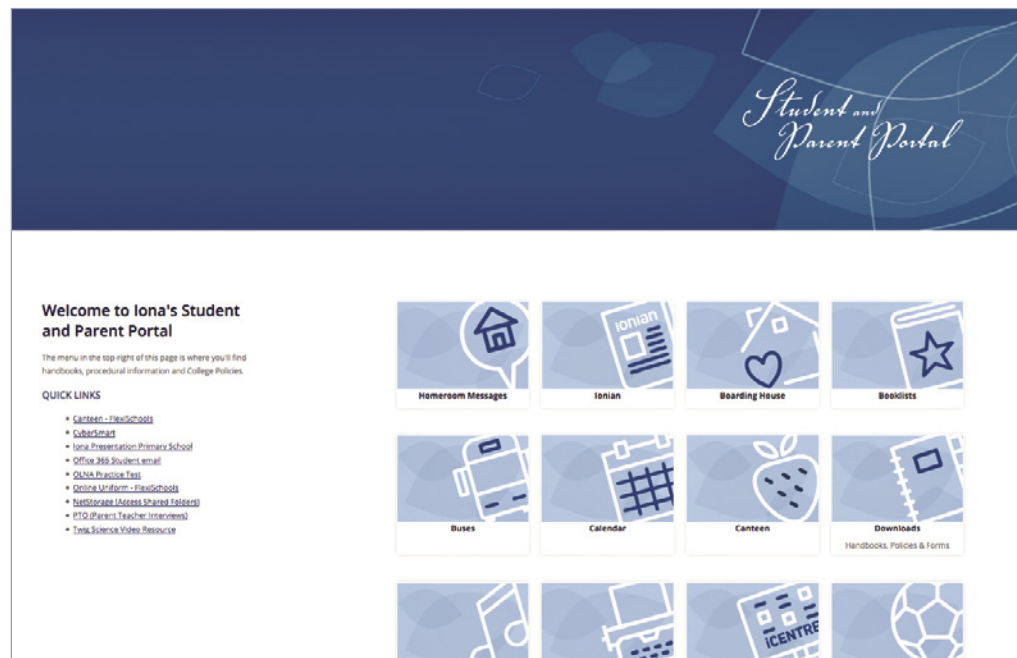 Student and
Parent Portal
Welcome to Iona's Student
and Parent Portal
The menu in the top-right of this page is where you'll find
handbooks, procedural information and College Policies.
QUICK LINKS
Canteen - FlexiSchools
CyberSmart
Iona Presentation Primary School
Office 365 Student email
OLNA Practice Test
Online Uniform - FlexiSchools
NetStorage (Access Shared Folders)
PTO (Parent Teacher Interviews)
Twig Science Video Resource
Homeroom Messages
Ionian
Ionian
Boarding House
Booklists
Buses
Calendar
Canteen
Downloads
Handbooks, Policies & Forms
iCENTRE